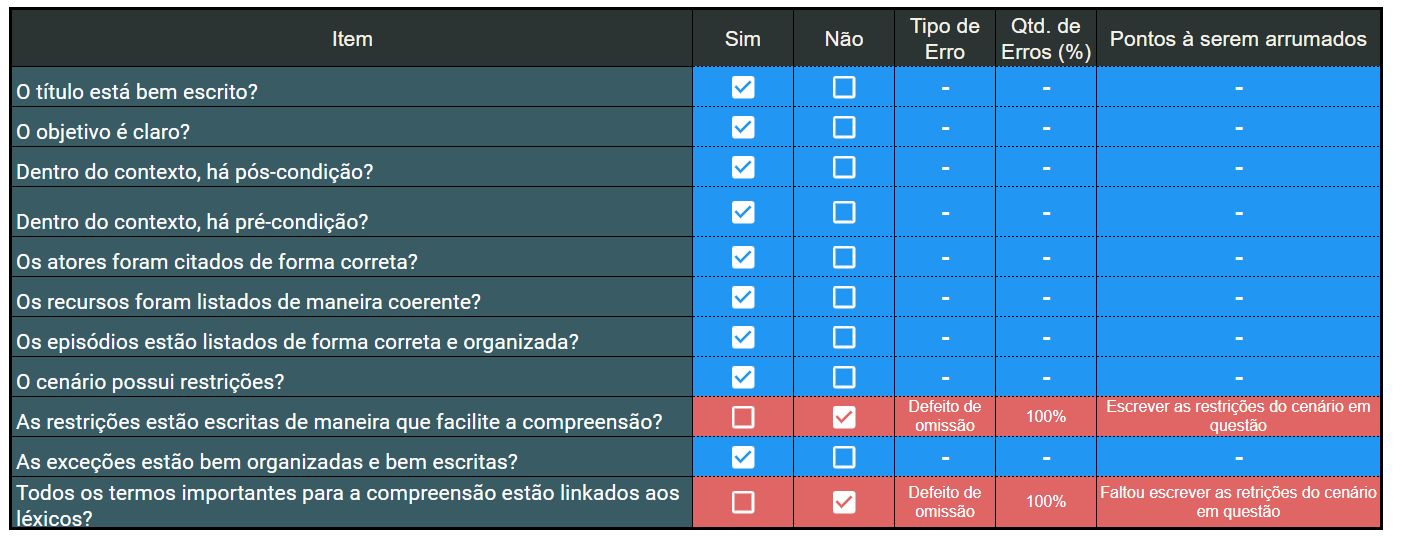 Item Sim Não Tipo de Erro Qtd. de Erros (%) Pontos à serem arrumados
O título está bem escrito? - - -
O objetivo é claro? - - -
Dentro do contexto, há pós-condição? - - -
Dentro do contexto, há pré-condição? - - -
Os atores foram citados de forma correta? - - -
Os recursos foram listados de maneira coerente? - - -
Os episódios estão listados de forma correta e organizada? - - -
O cenário possui restrições? - - -
As restrições estão escritas de maneira que facilite a compreensão? Defeito de omissão 100% Escrever as restrições do cenário em questão
As exceções estão bem organizadas e bem escritas? - - -
Todos os termos importantes para a compreensão estão linkados aos léxicos? Defeito de omissão 100% Faltou escrever as retrições do cenário em questão